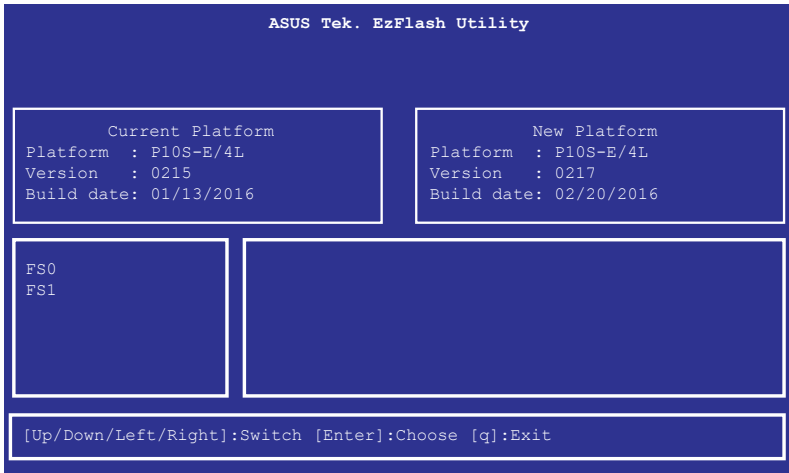 ASUS Tek. EzFlash Utility
Current Platform
Platform : P10S-E/4L
Version : 0215
Build date: 01/13/2016
New Platform
Platform : P10S-E/4L
Version : 0217
Build date: 02/20/2016
FS0
FS1
[Up/Down/Left/Right]:Switch [Enter]:Choose [q]:Exit